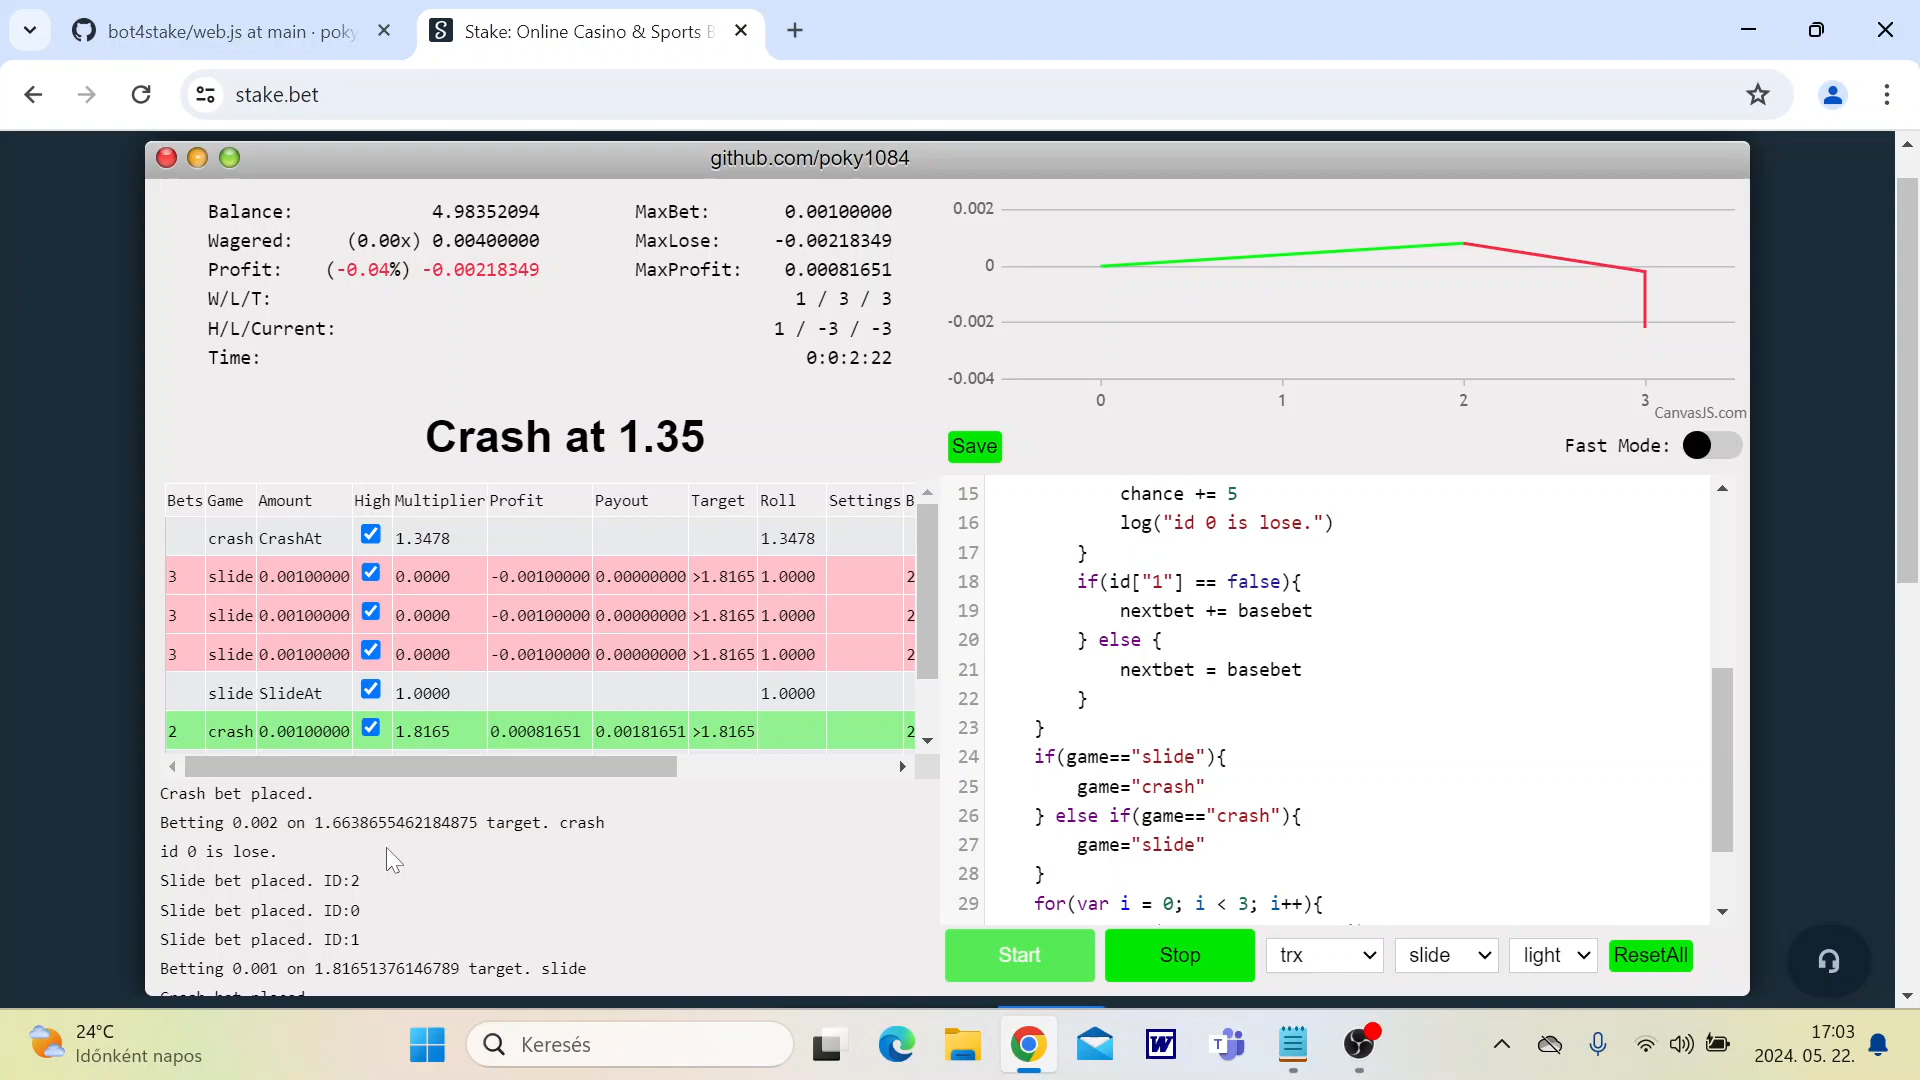 bot4stake/web.js at main · poky
Stake: Online Casino & Sports B
stake.bet
github.com/poky1084
Balance: 4.98352094 MaxBet: 0.00100000
Wagered: (0.00x) 0.00400000 MaxLose: -0.00218349
Profit: (-0.04%) -0.00218349 MaxProfit: 0.00081651
W/L/T: 1 / 3 / 3
H/L/Current: 1 / -3 / -3
Time: 0:0:2:22
0.002
0
-0.002
-0.004
0 1 2 3
CanvasJS.com
Crash at 1.35
Save
Fast Mode:
Bets Game Amount High Multiplier Profit Payout Target Roll Settings B
crash CrashAt 1.3478 1.3478
3 slide 0.00100000 0.0000 -0.00100000 0.00000000 >1.8165 1.0000 2
3 slide 0.00100000 0.0000 -0.00100000 0.00000000 >1.8165 1.0000 2
3 slide 0.00100000 0.0000 -0.00100000 0.00000000 >1.8165 1.0000 2
slide SlideAt 1.0000 1.0000
2 crash 0.00100000 1.8165 0.00081651 0.00181651 >1.8165 2
Crash bet placed.
Betting 0.002 on 1.6638655462184875 target. crash
id 0 is lose.
Slide bet placed. ID:2
Slide bet placed. ID:0
Slide bet placed. ID:1
Betting 0.001 on 1.81651376146789 target. slide
15 chance += 5
16 log("id 0 is lose.")
17 }
18 if(id["1"] == false){
19 nextbet += basebet
20 } else {
21 nextbet = basebet
22 }
23 }
24 if(game=="slide"){
25 game="crash"
26 } else if(game=="crash"){
27 game="slide"
28 }
29 for(var i = 0; i < 3; i++){
Start Stop trx slide light ResetAll
24°C
Időnként napos
Keresés
17:03
2024. 05. 22.